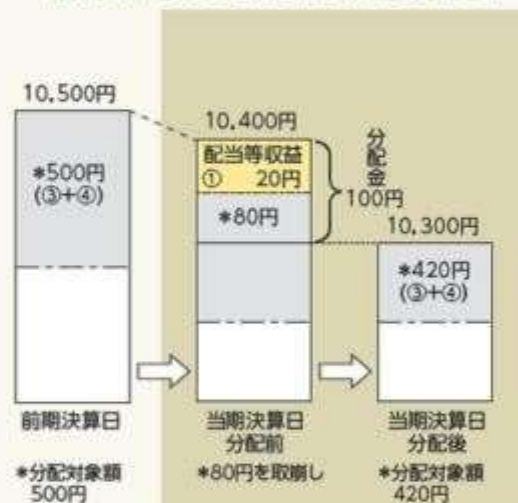 10,500円
*500円
(③+④)
前期決算日
*分配対象額
500円
10,400円
配当等収益
① 20円
*80円
分配金
100円
当期決算日
分配前
*80円を取崩し
10,300円
*420円
(③+④)
当期決算日
分配後
*分配対象額
420円